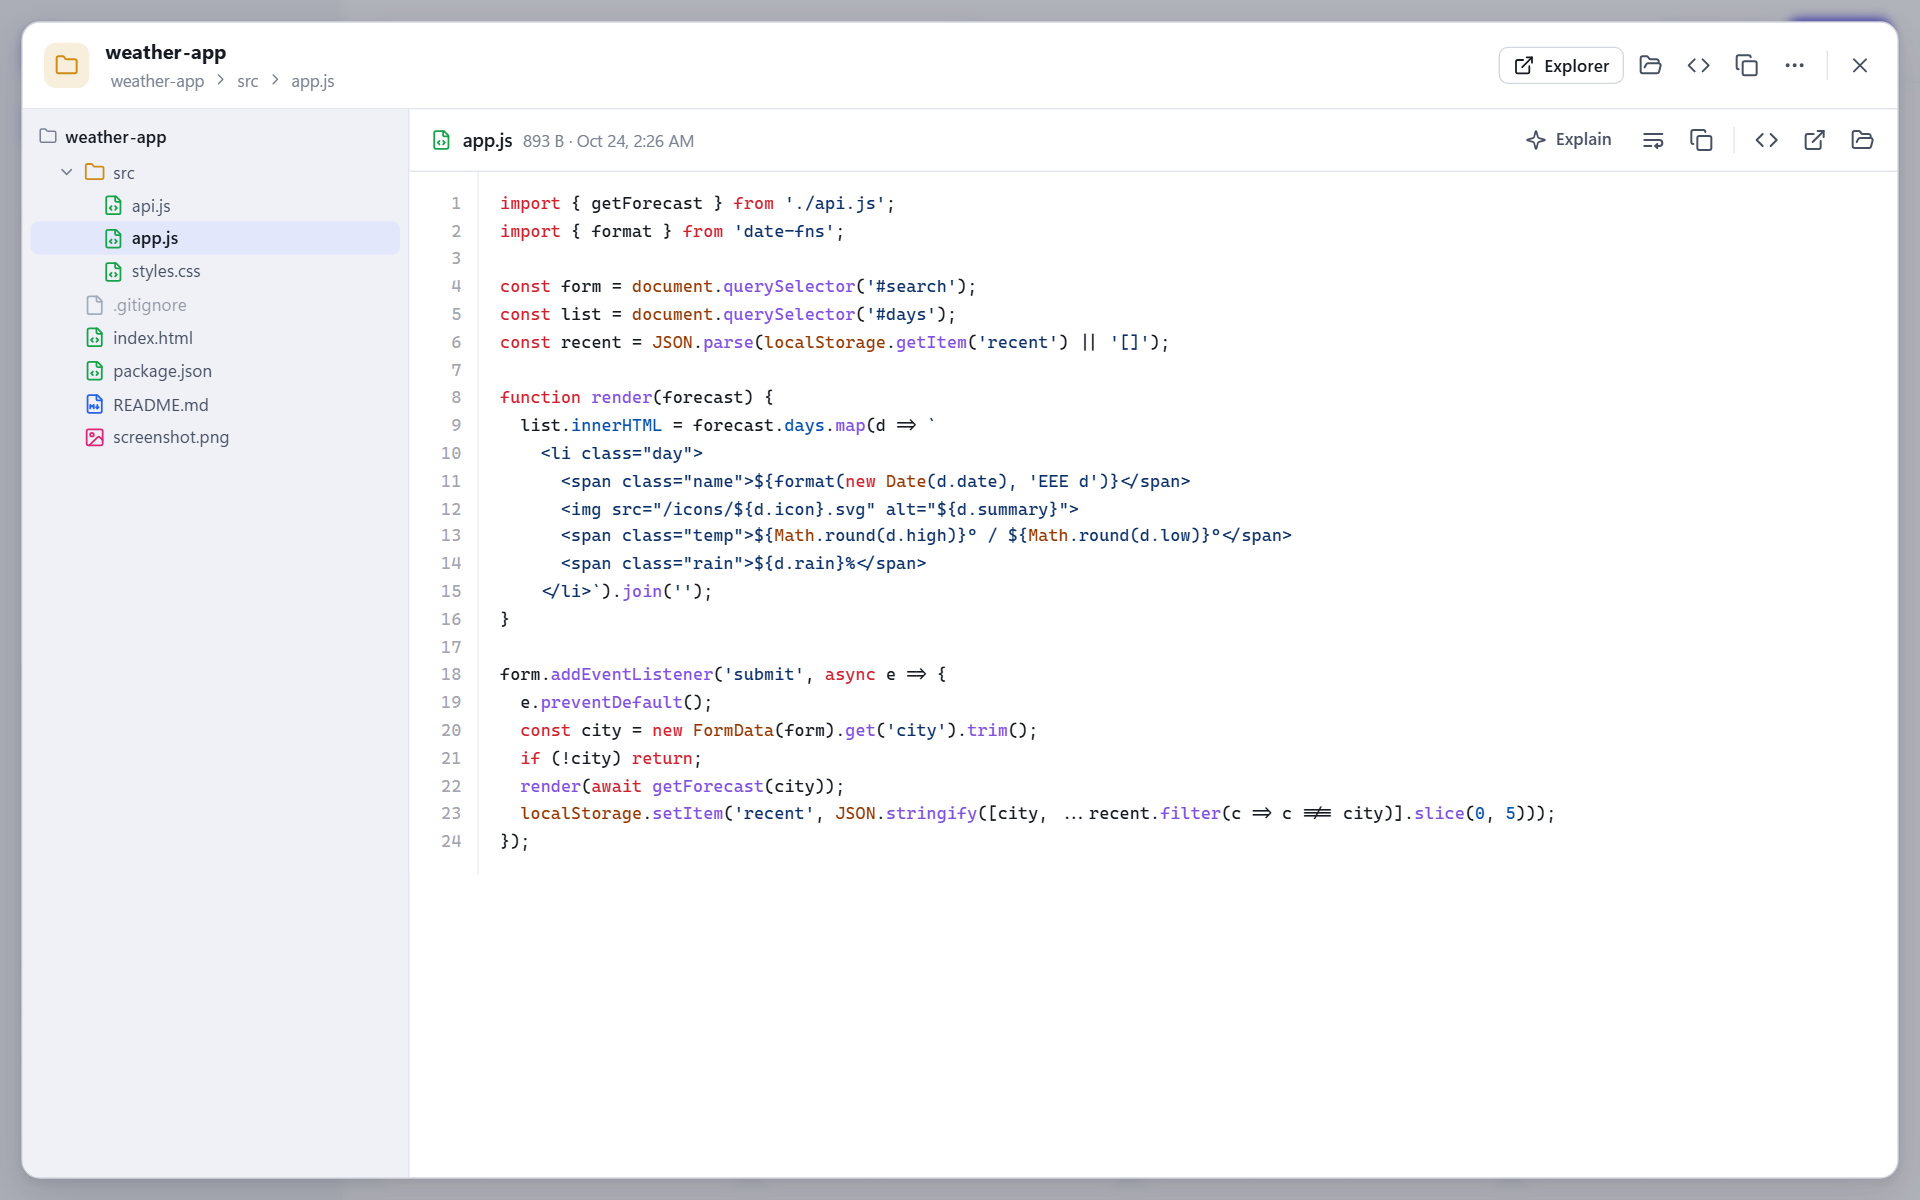 weather-app
weather-app > src > app.js
Explorer
weather-app
src
api.js
app.js
styles.css
.gitignore
index.html
package.json
README.md
screenshot.png
app.js 893 B · Oct 24, 2:26 AM
Explain
1 import { getForecast } from './api.js';
2 import { format } from 'date-fns';
3
4 const form = document.querySelector('#search');
5 const list = document.querySelector('#days');
6 const recent = JSON.parse(localStorage.getItem('recent') || '[]');
7
8 function render(forecast) {
9   list.innerHTML = forecast.days.map(d => `
10     <li class="day">
11       <span class="name">${format(new Date(d.date), 'EEE d')}</span>
12       <img src="/icons/${d.icon}.svg" alt="${d.summary}">
13       <span class="temp">${Math.round(d.high)}° / ${Math.round(d.low)}°</span>
14       <span class="rain">${d.rain}%</span>
15     </li>`).join('');
16 }
17
18 form.addEventListener('submit', async e => {
19   e.preventDefault();
20   const city = new FormData(form).get('city').trim();
21   if (!city) return;
22   render(await getForecast(city));
23   localStorage.setItem('recent', JSON.stringify([city, ...recent.filter(c => c !== city)].slice(0, 5)));
24 });